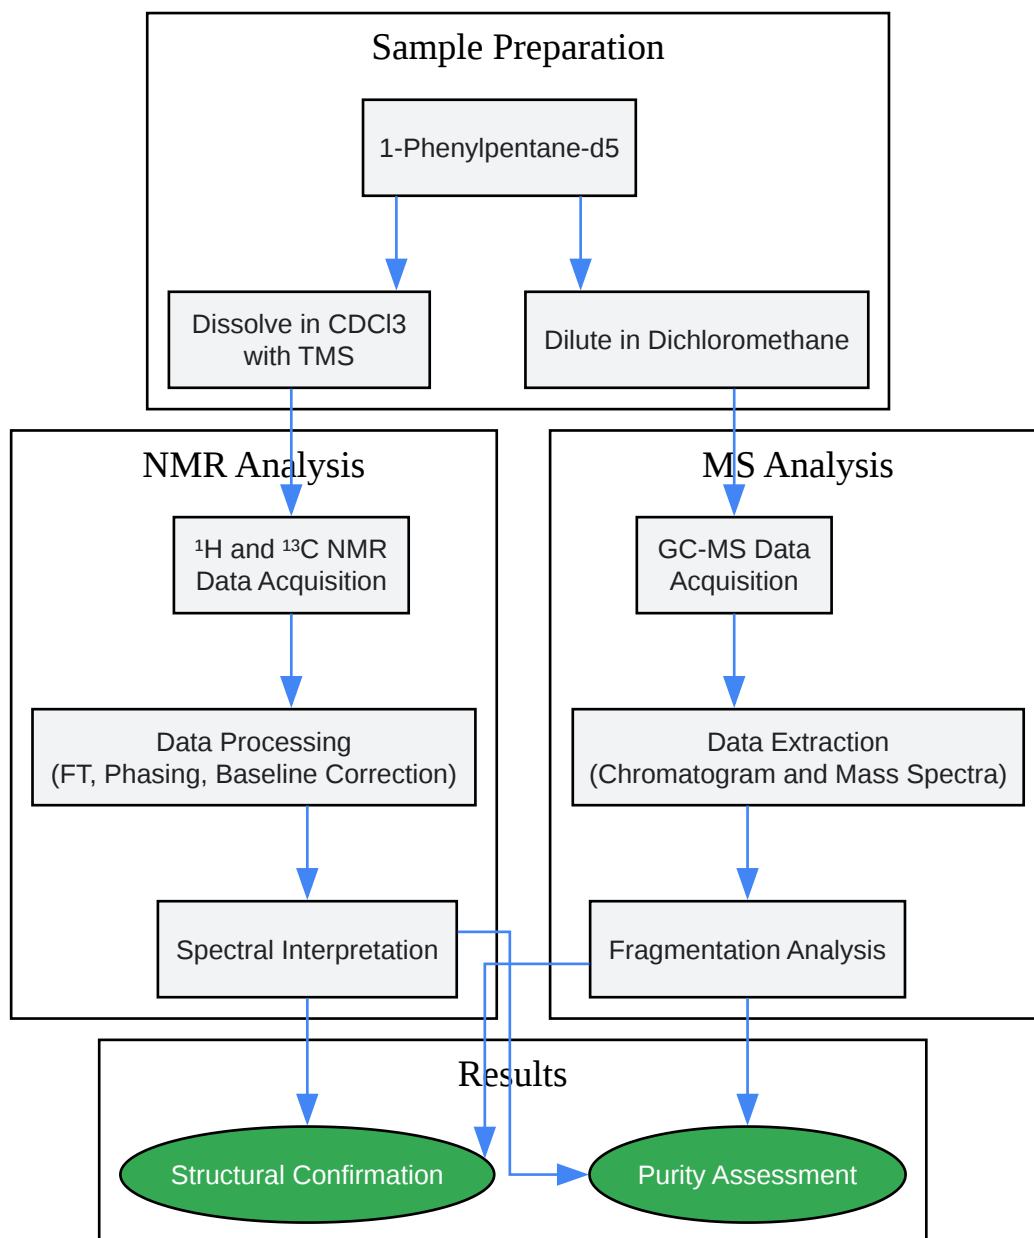 Sample Preparation
1-Phenylpentane-d5
Dissolve in CDCl3
with TMS
Dilute in Dichloromethane
NMR Analysis
¹H and ¹³C NMR
Data Acquisition
Data Processing
(FT, Phasing, Baseline Correction)
Spectral Interpretation
MS Analysis
GC-MS Data
Acquisition
Data Extraction
(Chromatogram and Mass Spectra)
Fragmentation Analysis
Results
Structural Confirmation
Purity Assessment